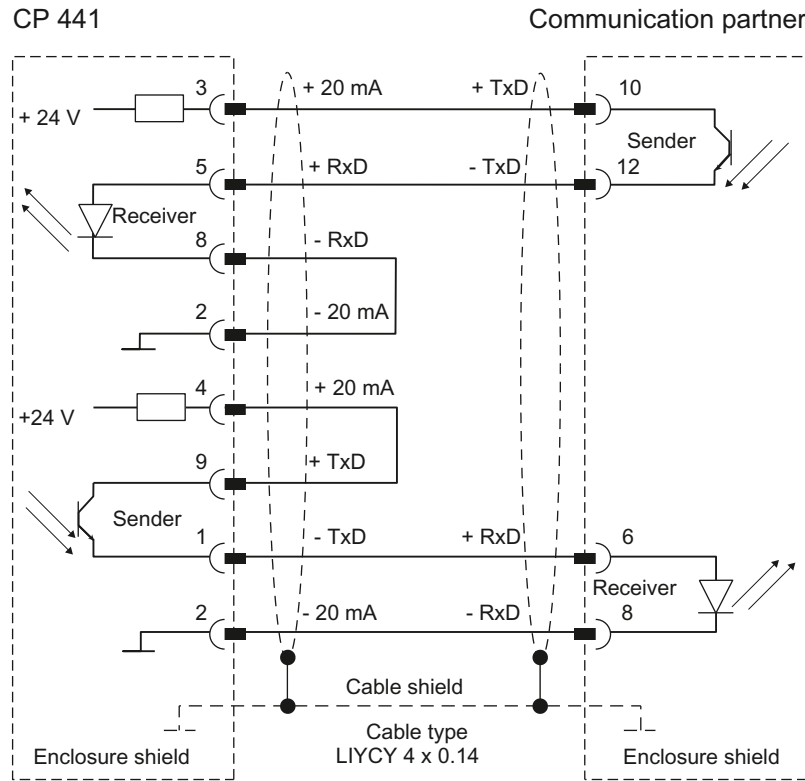 CP 441 Communication partner
3 + 20 mA + TxD 10
+ 24 V Sender
5 + RxD - TxD 12
Receiver
8 - RxD
2 - 20 mA
4 + 20 mA
+24 V
9 + TxD
Sender
1 - TxD + RxD 6
Receiver
2 - 20 mA - RxD 8
Cable shield
Cable type
Enclosure shield LIYCY 4 x 0.14 Enclosure shield